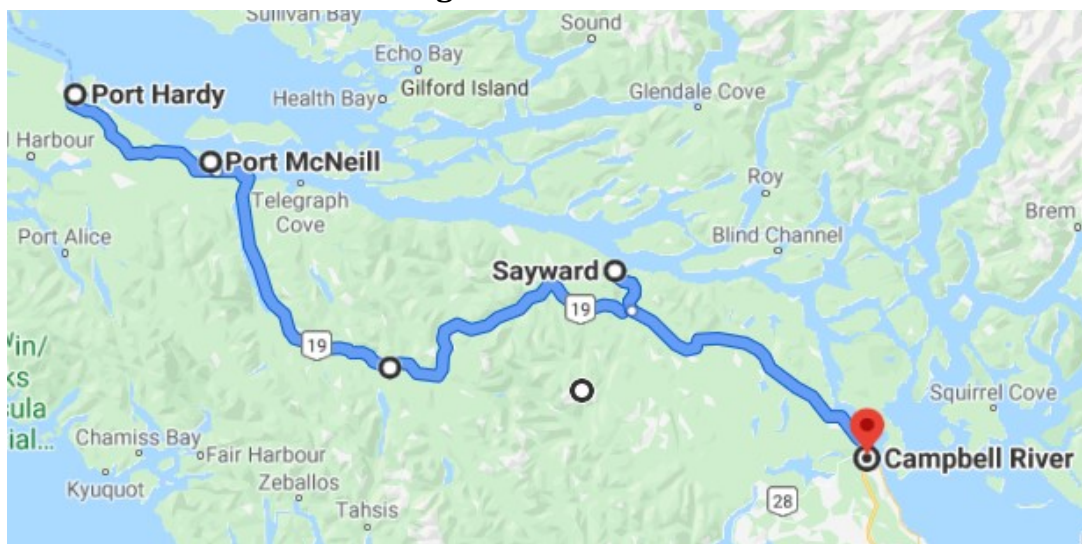 Sullivan Bay
Sound
Echo Bay
Port Hardy
Health Bay
Gilford Island
Glendale Cove
Harbour
Port McNeill
Telegraph
Cove
Roy
Brem
Port Alice
Blind Channel
Sayward
19
19
Squirrel Cove
Chamiss Bay
Fair Harbour
Campbell River
Kyuquot
Zeballos
28
Tahsis